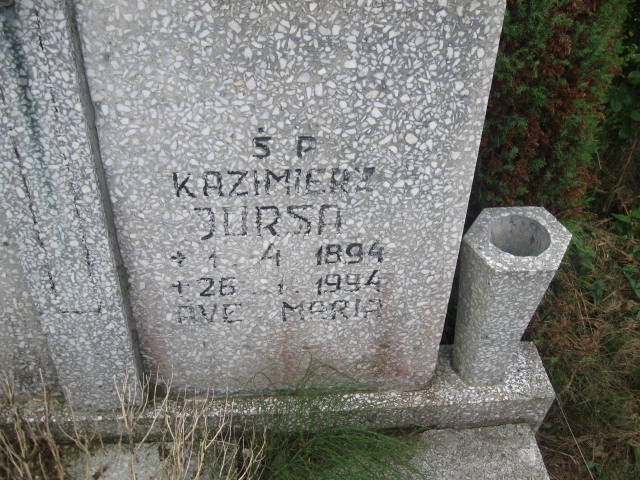 Ś P
KAZIMIERZ
JURSA
+ 1. 4 1894
+ 26. 1. 1994
AVE MARIA